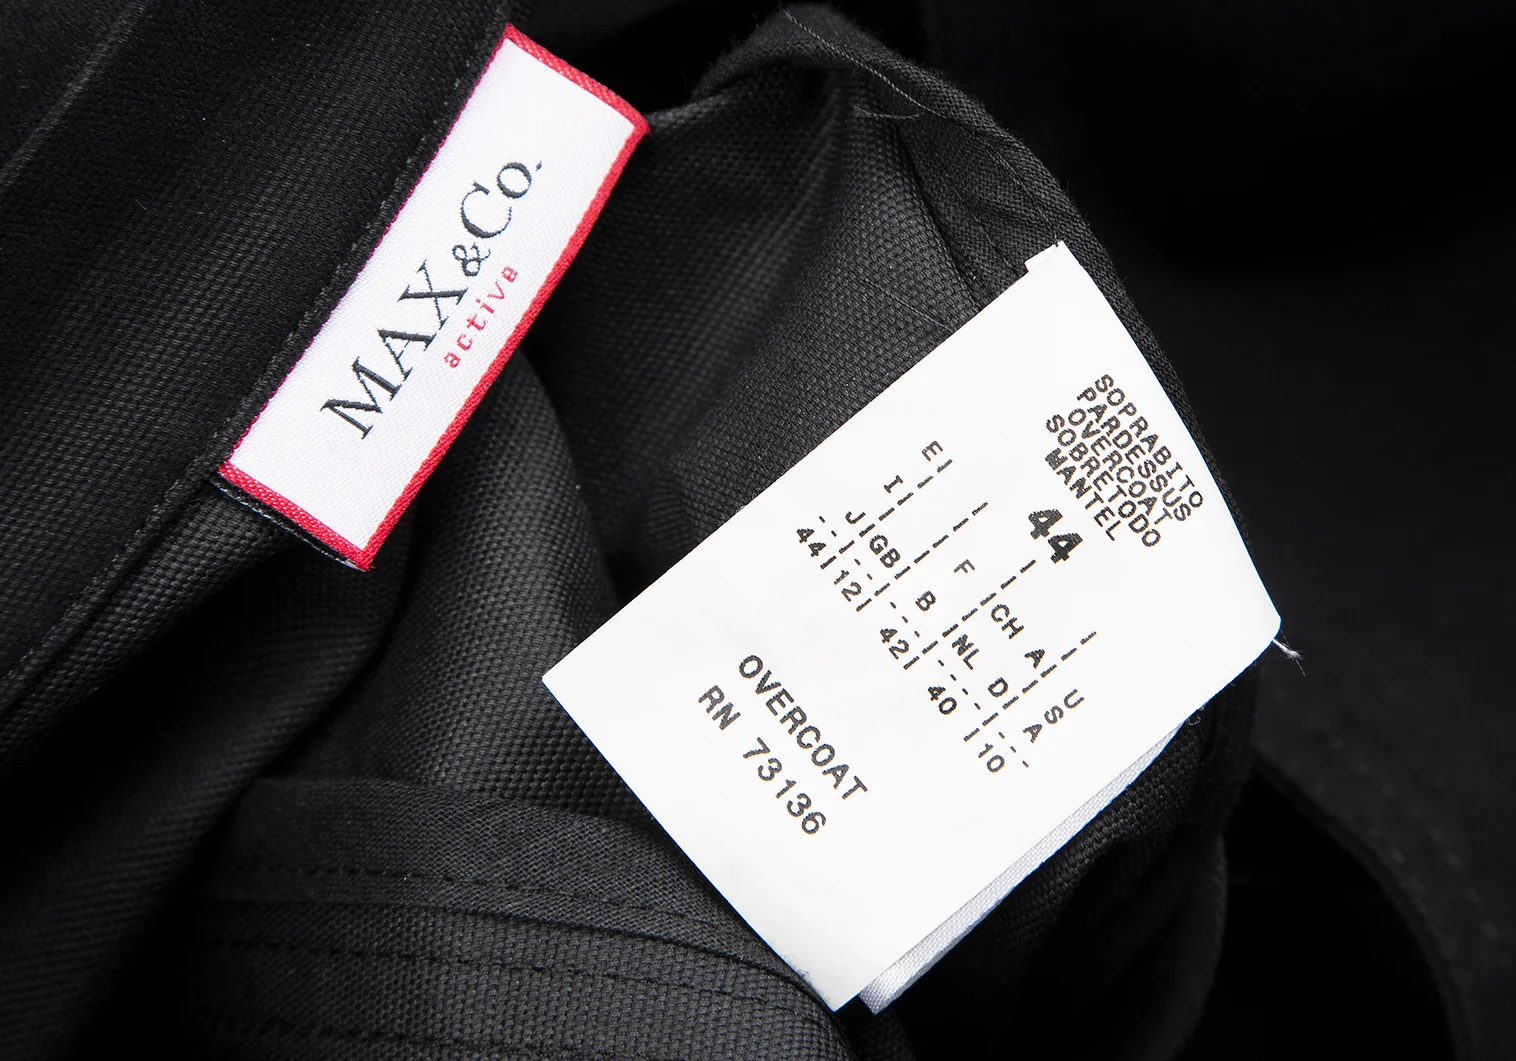 MAX&Co.
active
SOPRABITO
PARDESSUS
OVERCOAT
SOBRETODO
MANTEL
44
E
I F CH A U
S
J GB B NL D A
44 12 42 40 10
OVERCOAT
RN 73136